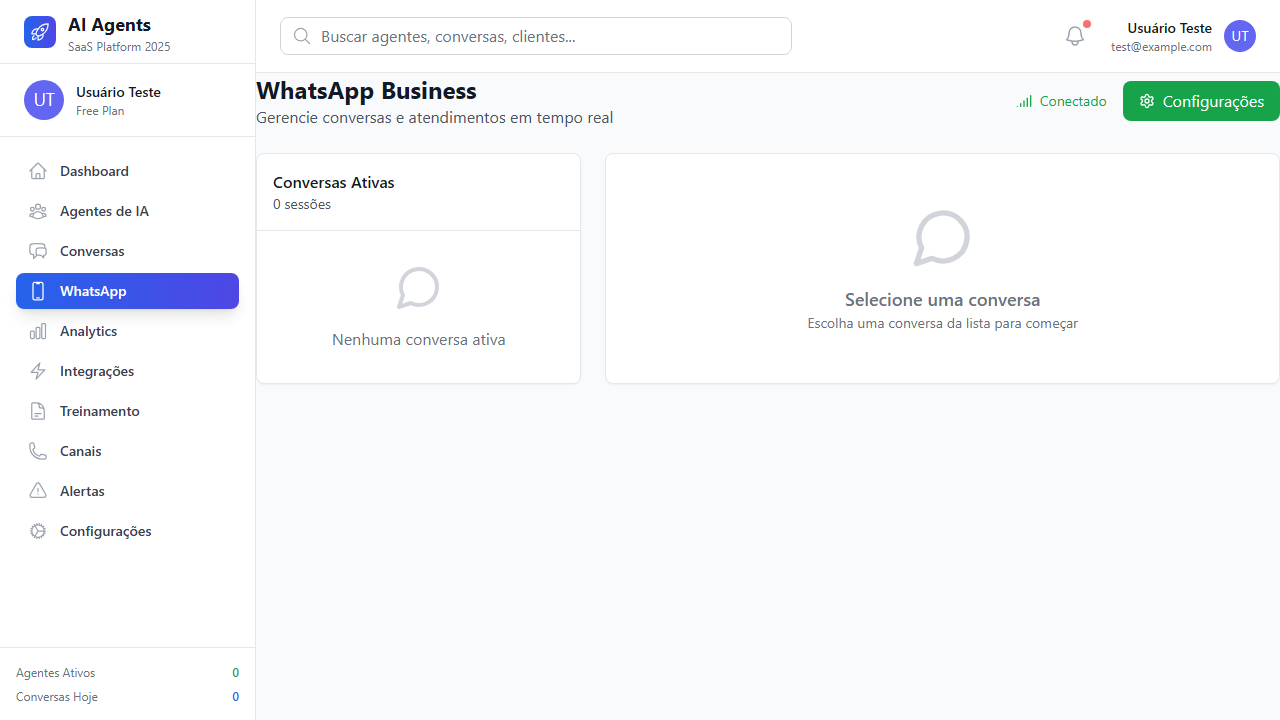 AI Agents
SaaS Platform 2025
UT
Usuário Teste
Free Plan
Dashboard
Agentes de IA
Conversas
WhatsApp
Analytics
Integrações
Treinamento
Canais
Alertas
Configurações
Agentes Ativos 0
Conversas Hoje 0
Buscar agentes, conversas, clientes...
Usuário Teste
test@example.com
UT
WhatsApp Business
Gerencie conversas e atendimentos em tempo real
Conectado
Configurações
Conversas Ativas
0 sessões
Nenhuma conversa ativa
Selecione uma conversa
Escolha uma conversa da lista para começar